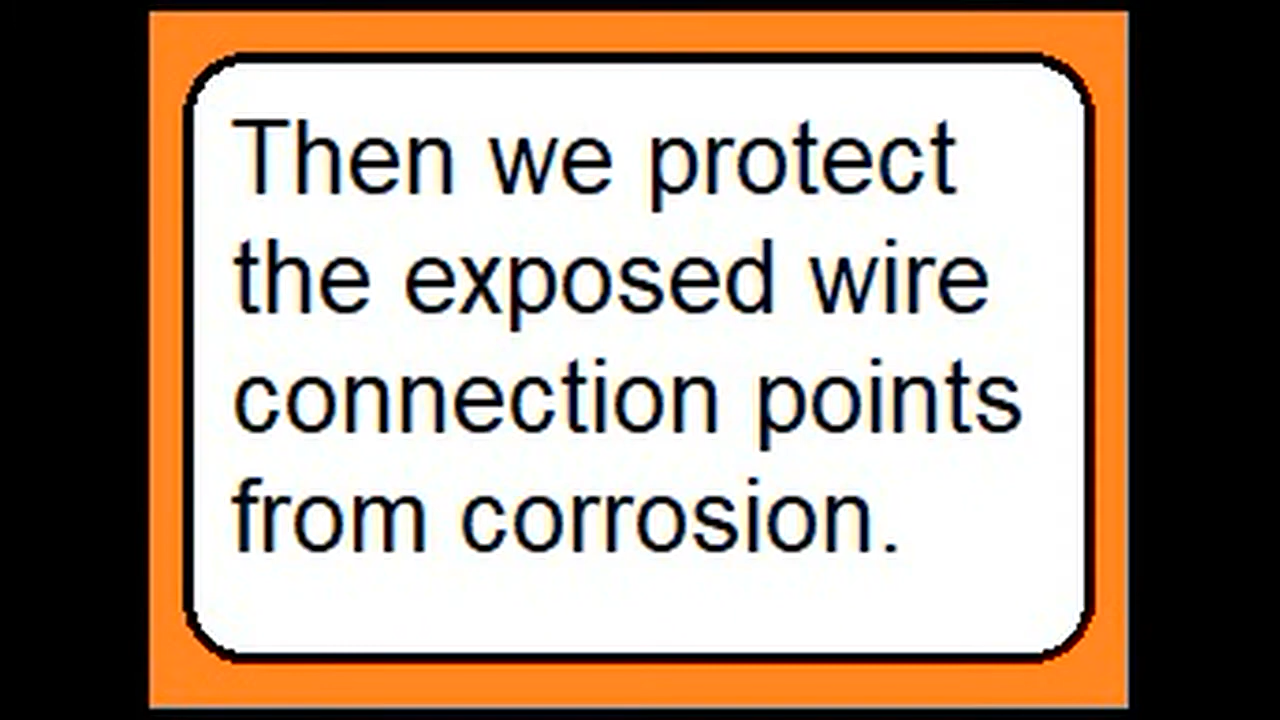 Then we protect
the exposed wire
connection points
from corrosion.